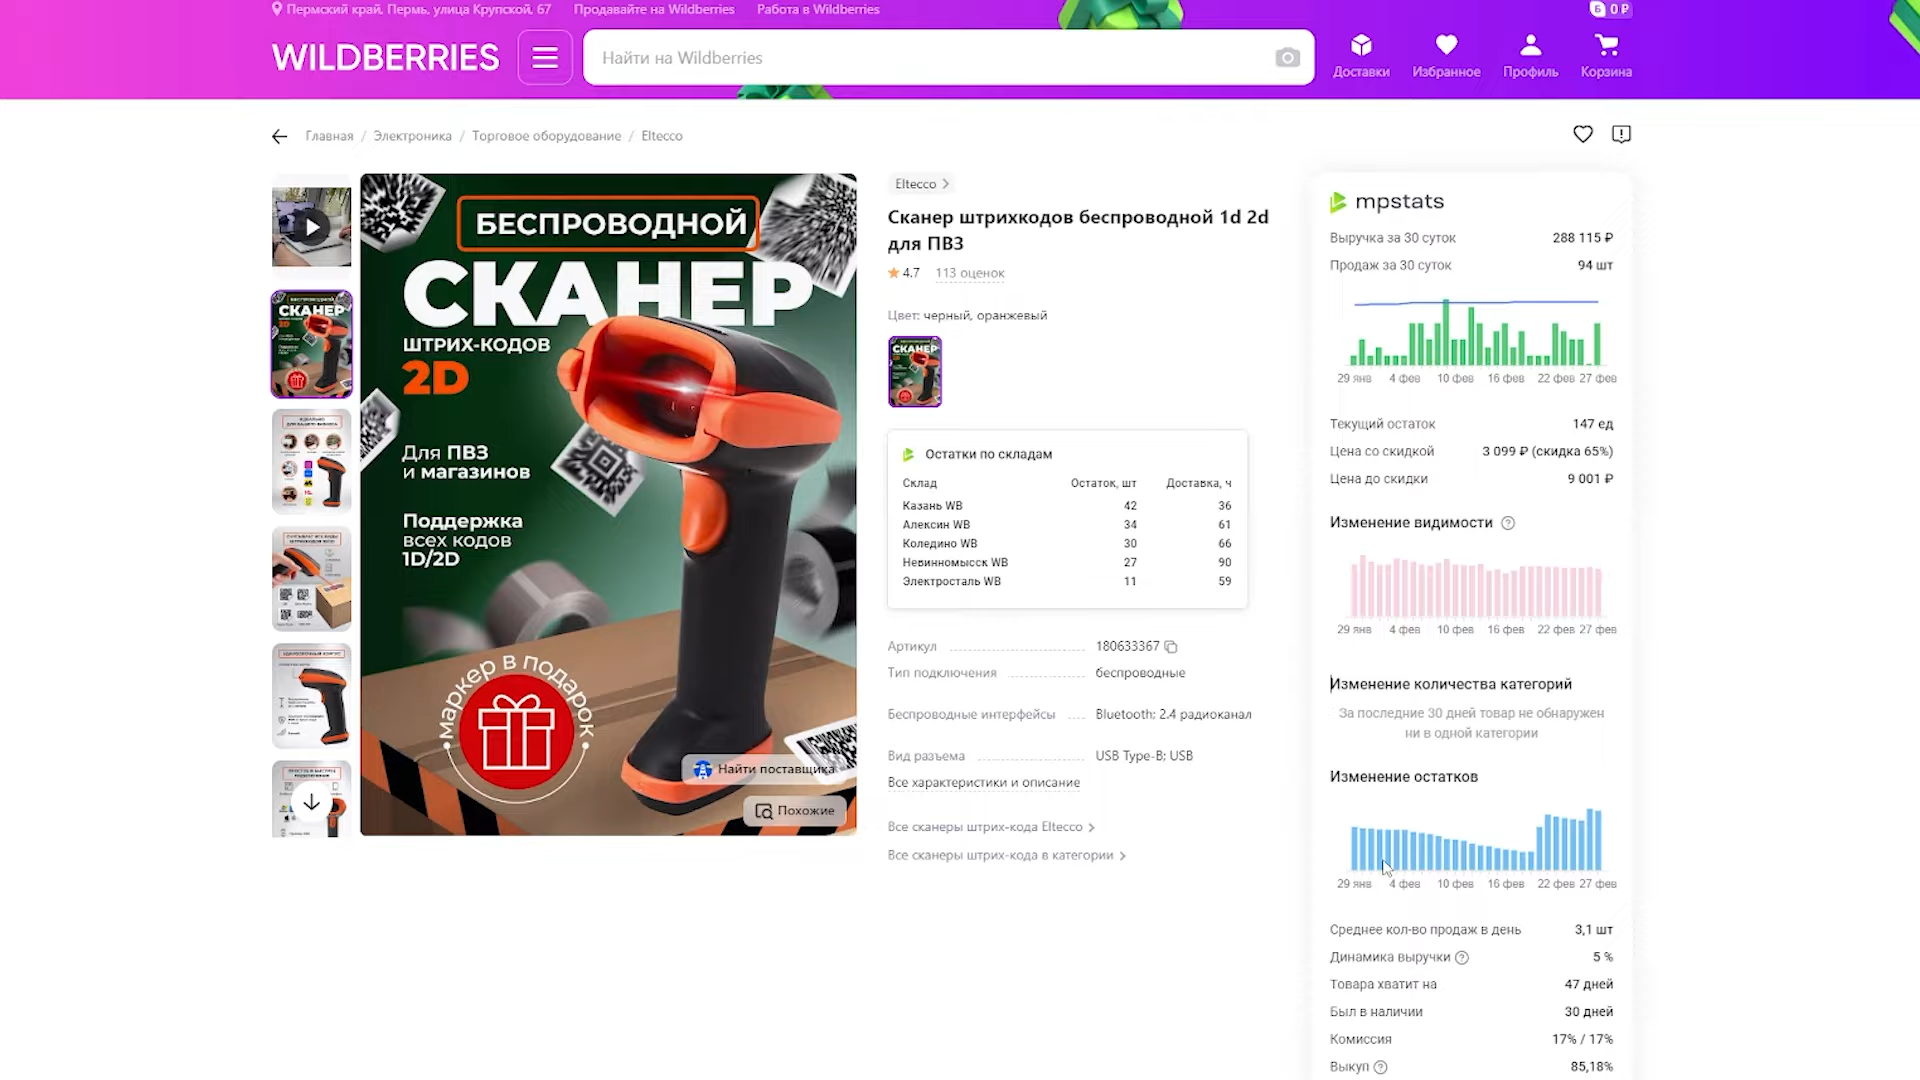 Пермский край, Пермь, улица Крупской, 67
Продавайте на Wildberries
Работа в Wildberries
Б 0 ₽
WILDBERRIES
Найти на Wildberries
Доставки
Избранное
Профиль
Корзина
Главная / Электроника / Торговое оборудование / Eltecco
БЕСПРОВОДНОЙ
СКАНЕР
ШТРИХ-КОДОВ
2D
Для ПВЗ
и магазинов
Поддержка
всех кодов
1D/2D
маркер в подарок
Найти поставщика
Похожие
Eltecco
Сканер штрихкодов беспроводной 1d 2d
для ПВЗ
4.7 113 оценок
Цвет: черный, оранжевый
СКАНЕР
Остатки по складам
Склад Остаток, шт Доставка, ч
Казань WB 42 36
Алексин WB 34 61
Коледино WB 30 66
Невинномысск WB 27 90
Электросталь WB 11 59
Артикул 180633367
Тип подключения беспроводные
Беспроводные интерфейсы Bluetooth; 2.4 радиоканал
Вид разъема USB Type-B; USB
Все характеристики и описание
Все сканеры штрих-кода Eltecco
Все сканеры штрих-кода в категории
mpstats
Выручка за 30 суток 288 115 ₽
Продаж за 30 суток 94 шт
29 янв 4 фев 10 фев 16 фев 22 фев 27 фев
Текущий остаток 147 ед
Цена со скидкой 3 099 ₽ (скидка 65%)
Цена до скидки 9 001 ₽
Изменение видимости ?
29 янв 4 фев 10 фев 16 фев 22 фев 27 фев
Изменение количества категорий
За последние 30 дней товар не обнаружен
ни в одной категории
Изменение остатков
29 янв 4 фев 10 фев 16 фев 22 фев 27 фев
Среднее кол-во продаж в день 3,1 шт
Динамика выручки ? 5 %
Товара хватит на 47 дней
Был в наличии 30 дней
Комиссия 17% / 17%
Выкуп ? 85,18%